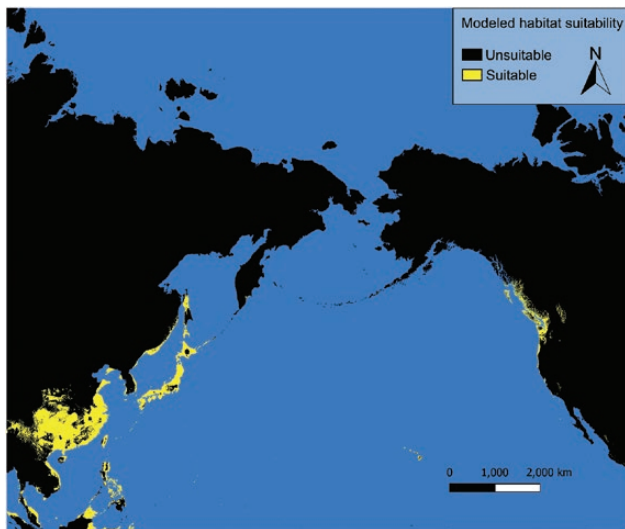 Modeled habitat suitability
Unsuitable
Suitable
N
0 1,000 2,000 km